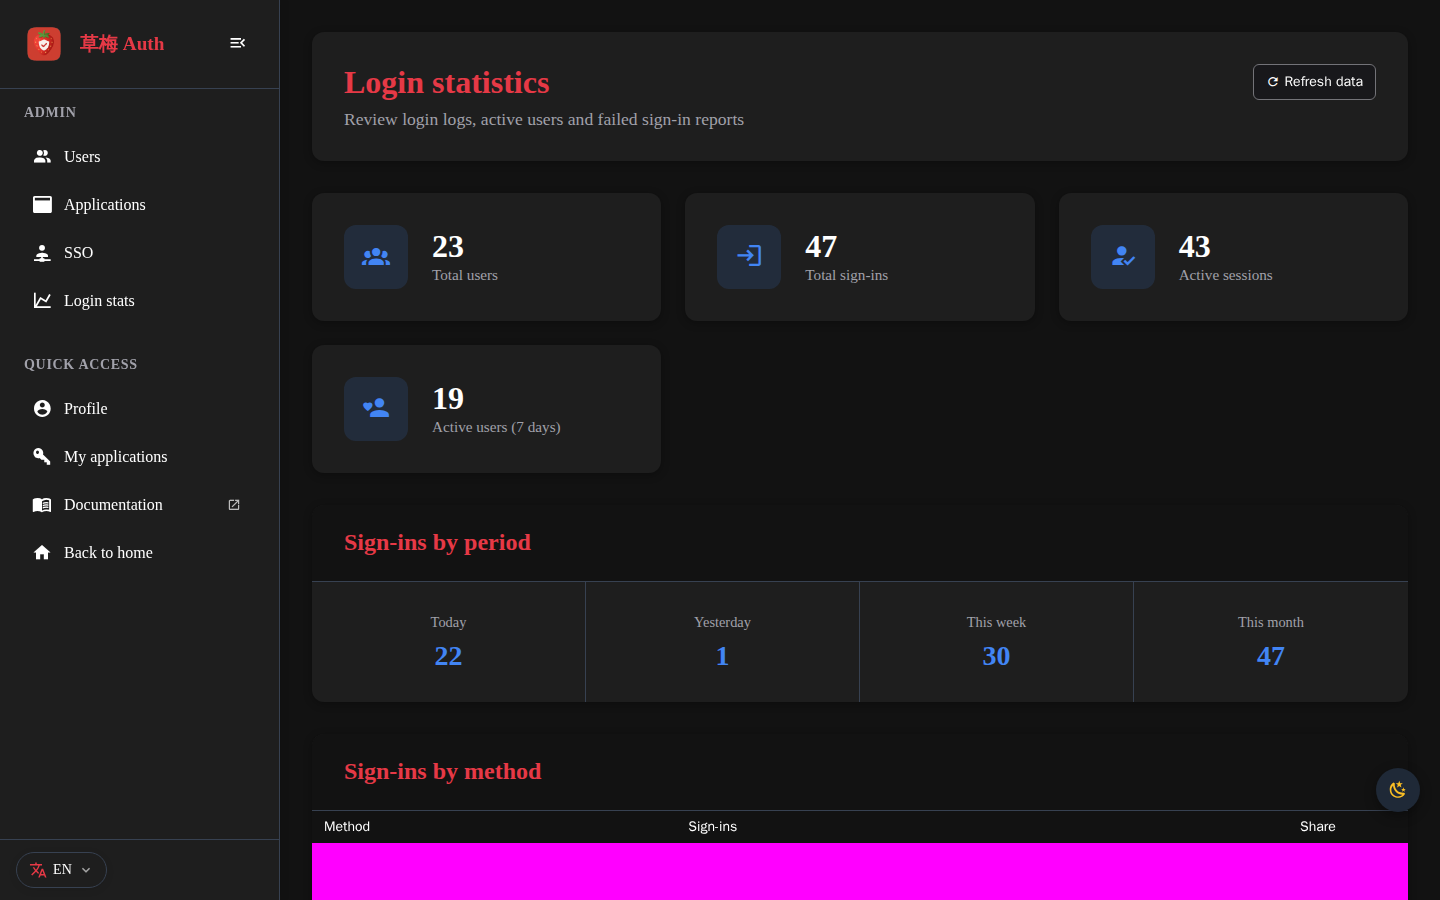 草梅 Auth
ADMIN
Users
Applications
SSO
Login stats
QUICK ACCESS
Profile
My applications
Documentation
Back to home
EN
Login statistics
Review login logs, active users and failed sign-in reports
Refresh data
23
Total users
47
Total sign-ins
43
Active sessions
19
Active users (7 days)
Sign-ins by period
Today
22
Yesterday
1
This week
30
This month
47
Sign-ins by method
Method Sign-ins Share